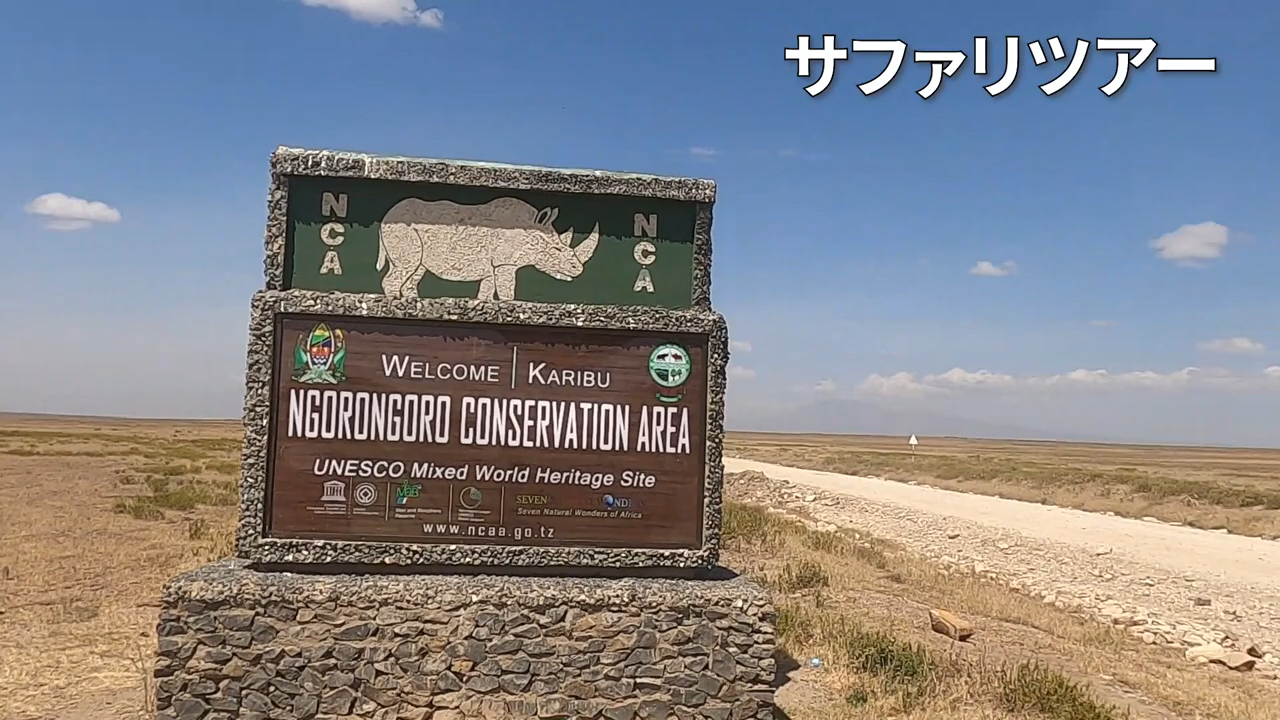 サファリツアー
NCA
NCA
WELCOME | KARIBU
NGORONGORO CONSERVATION AREA
UNESCO Mixed World Heritage Site
SEVEN
Seven Natural Wonders of Africa
www.ncaa.go.tz